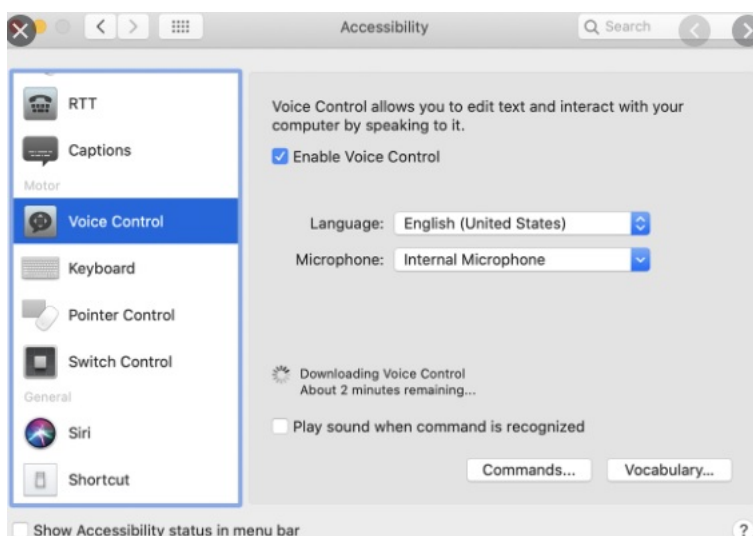 Accessibility
Search
RTT
Captions
Motor
Voice Control
Keyboard
Pointer Control
Switch Control
General
Siri
Shortcut
Voice Control allows you to edit text and interact with your
computer by speaking to it.
Enable Voice Control
Language: English (United States)
Microphone: Internal Microphone
Downloading Voice Control
About 2 minutes remaining...
Play sound when command is recognized
Commands... Vocabulary...
Show Accessibility status in menu bar
?